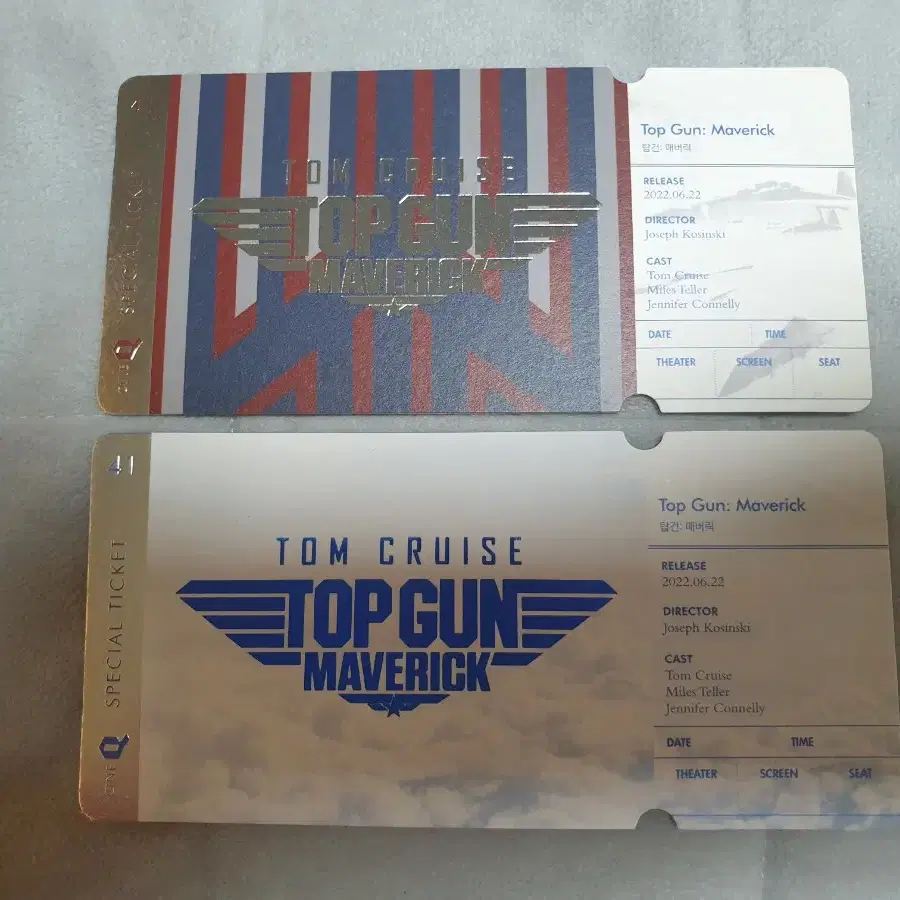 SPECIAL TICKET
TOM CRUISE
TOP GUN
MAVERICK
Top Gun: Maverick
탑건: 매버릭
RELEASE
2022.06.22
DIRECTOR
Joseph Kosinski
CAST
Tom Cruise
Miles Teller
Jennifer Connelly
DATE TIME
THEATER SCREEN SEAT
41
SPECIAL TICKET
CINE Q
TOM CRUISE
TOP GUN
MAVERICK
Top Gun: Maverick
탑건: 매버릭
RELEASE
2022.06.22
DIRECTOR
Joseph Kosinski
CAST
Tom Cruise
Miles Teller
Jennifer Connelly
DATE TIME
THEATER SCREEN SEAT